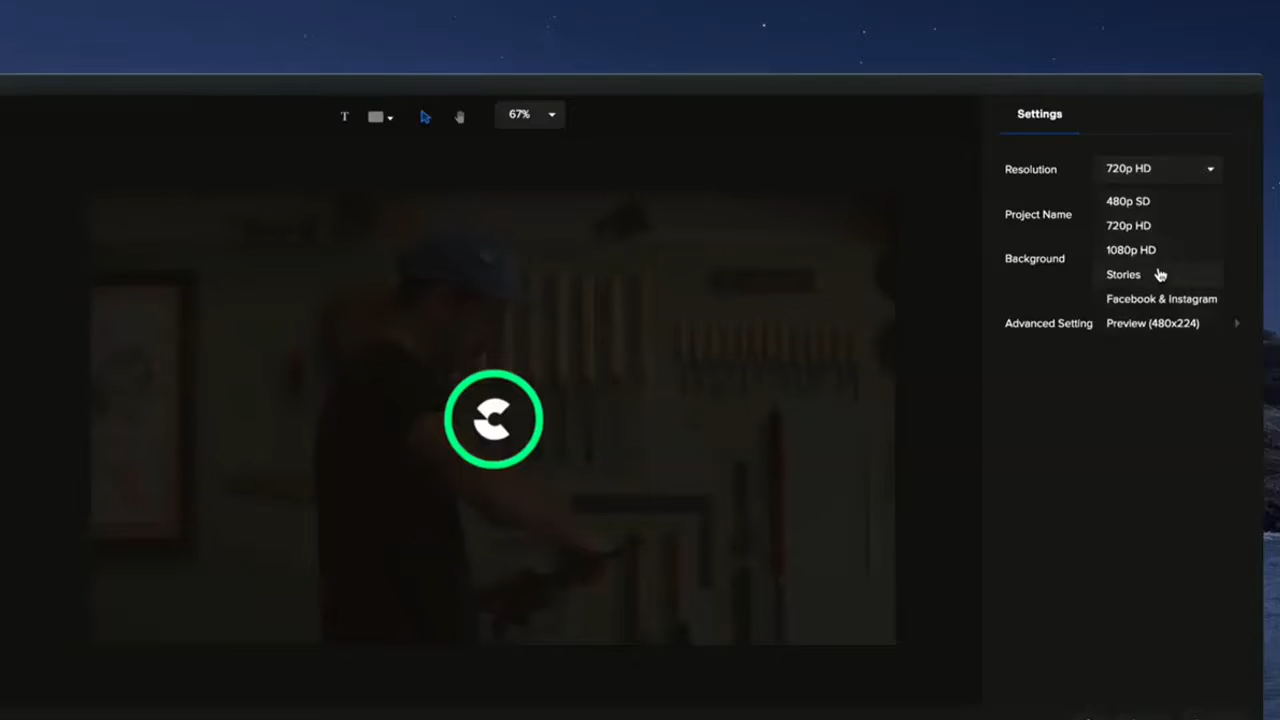 T
67%
Settings
Resolution
720p HD
480p SD
Project Name
720p HD
1080p HD
Background
Stories
Facebook & Instagram
Advanced Setting
Preview (480x224)